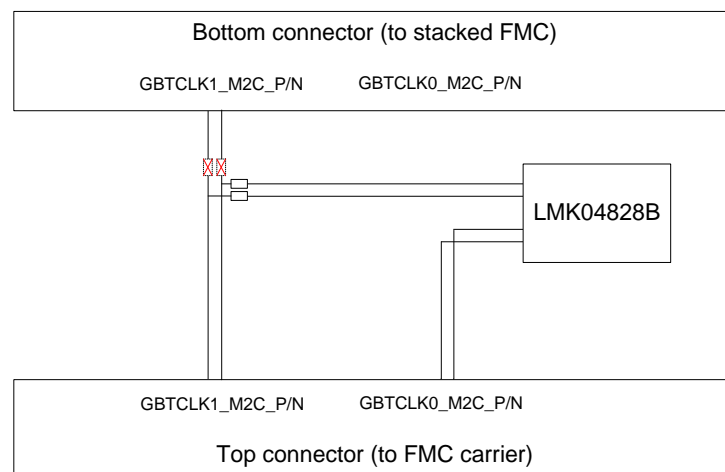 Bottom connector (to stacked FMC)
GBTCLK1_M2C_P/N GBTCLK0_M2C_P/N
LMK04828B
GBTCLK1_M2C_P/N GBTCLK0_M2C_P/N
Top connector (to FMC carrier)